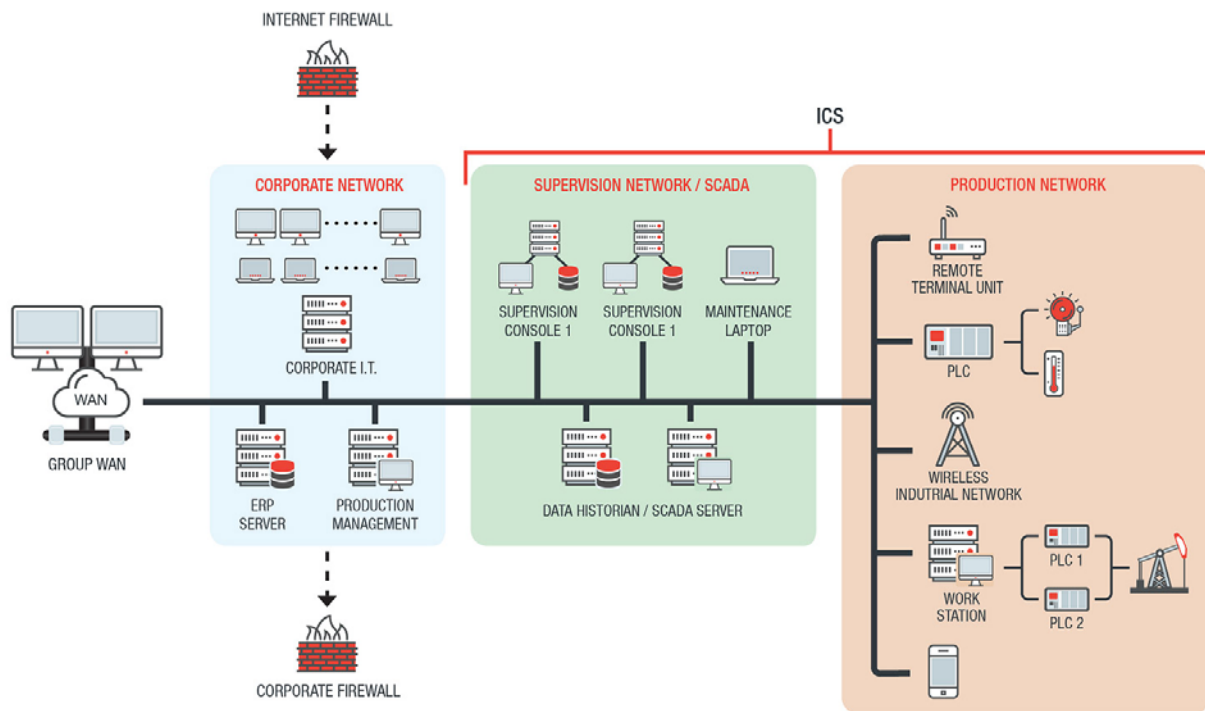 INTERNET FIREWALL
ICS
CORPORATE NETWORK
SUPERVISION NETWORK / SCADA
PRODUCTION NETWORK
REMOTE
TERMINAL UNIT
SUPERVISION
CONSOLE 1
SUPERVISION
CONSOLE 1
MAINTENANCE
LAPTOP
CORPORATE I.T.
PLC
WAN
GROUP WAN
WIRELESS
INDUTRIAL NETWORK
ERP
SERVER
PRODUCTION
MANAGEMENT
DATA HISTORIAN / SCADA SERVER
PLC 1
WORK
STATION
PLC 2
CORPORATE FIREWALL